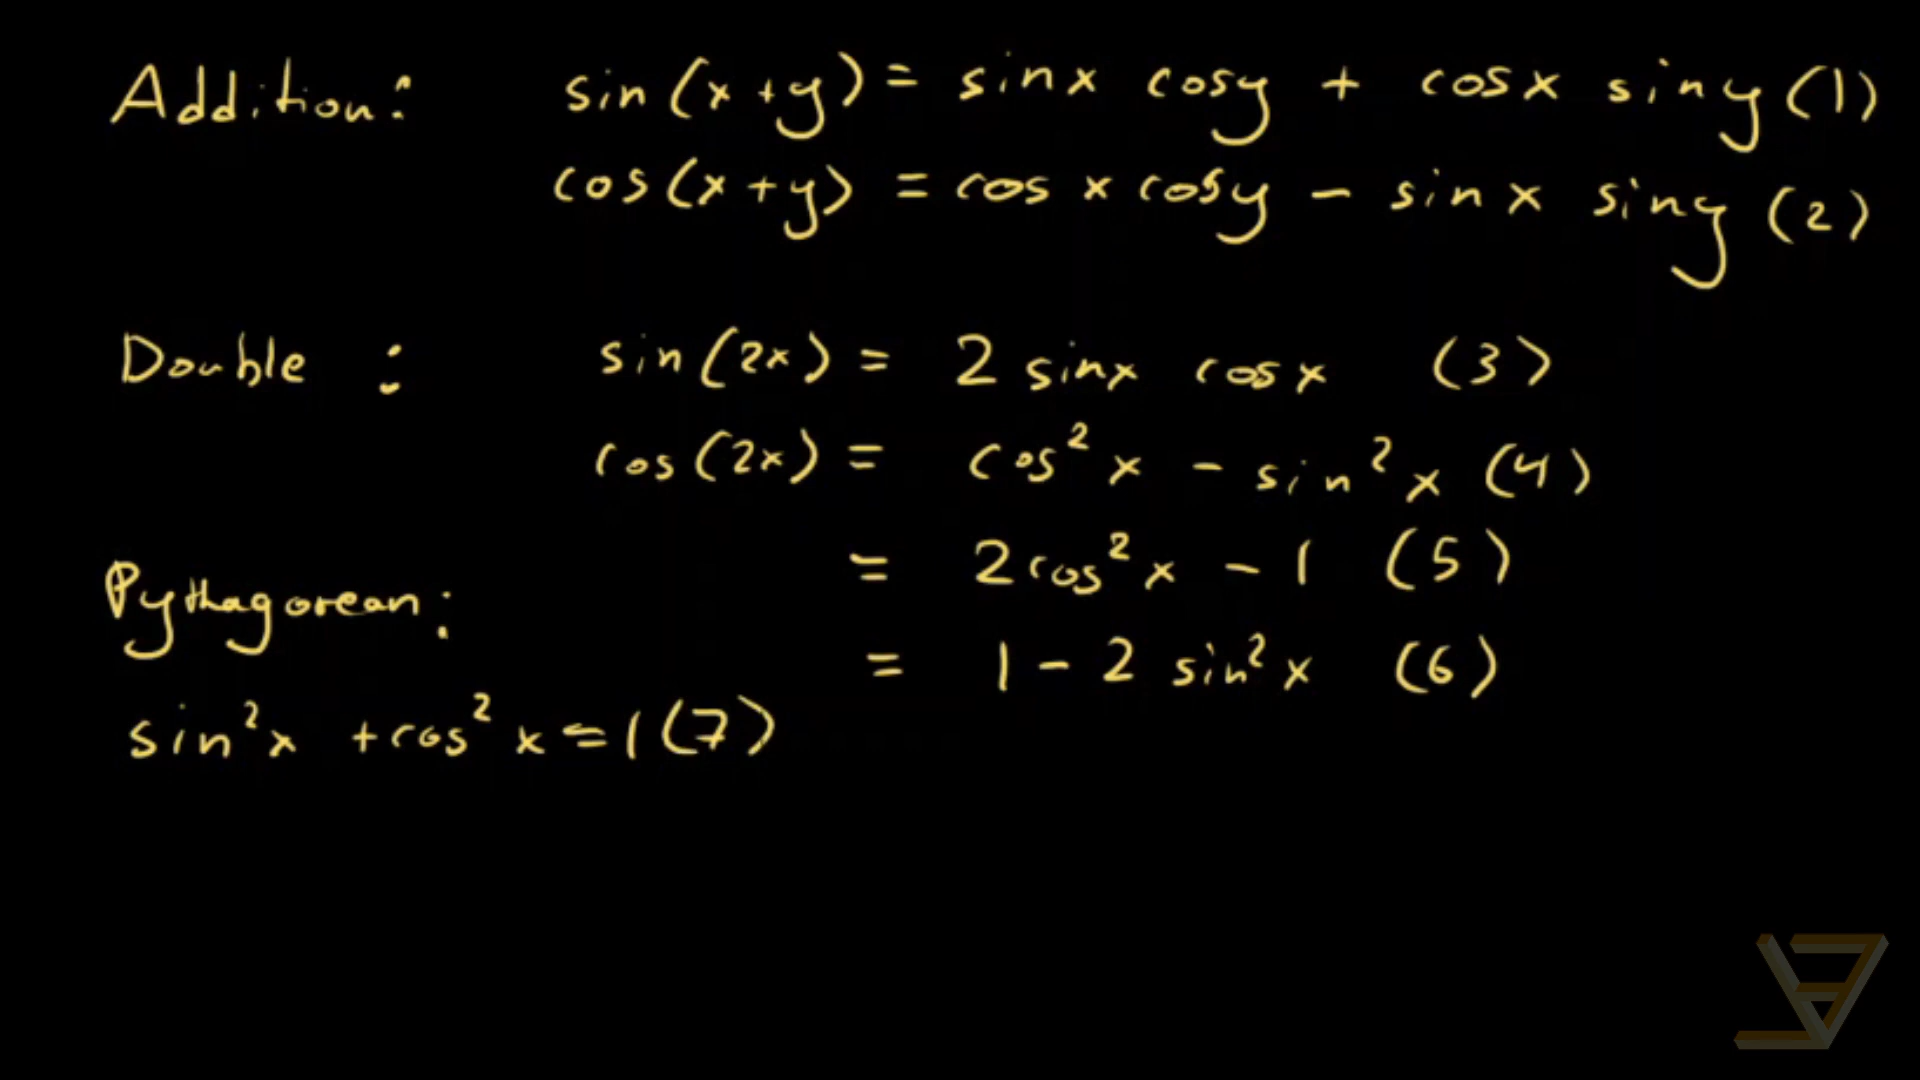 Addition: sin(x+y) = sinx cosy + cosx siny (1)
cos(x+y) = cosx cosy - sinx siny (2)
Double: sin(2x) = 2 sinx cosx (3)
cos(2x) = cos²x - sin²x (4)
= 2cos²x - 1 (5)
Pythagorean:
= 1 - 2 sin²x (6)
sin²x + cos²x = 1 (7)